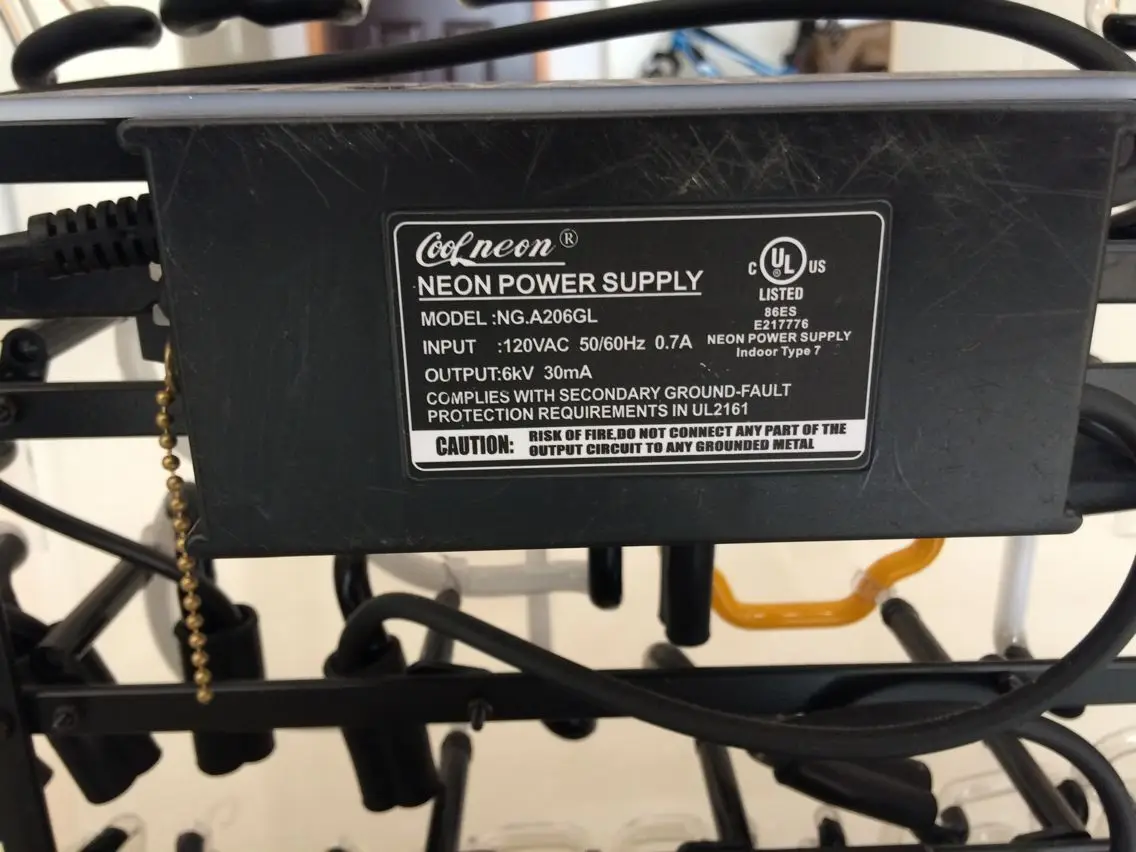 Coolneon ®
NEON POWER SUPPLY
MODEL :NG.A206GL
INPUT :120VAC 50/60Hz 0.7A
OUTPUT:6kV 30mA
C UL ® US
LISTED
86ES
E217776
NEON POWER SUPPLY
Indoor Type 7
COMPLIES WITH SECONDARY GROUND-FAULT
PROTECTION REQUIREMENTS IN UL2161
CAUTION: RISK OF FIRE,DO NOT CONNECT ANY PART OF THE
OUTPUT CIRCUIT TO ANY GROUNDED METAL